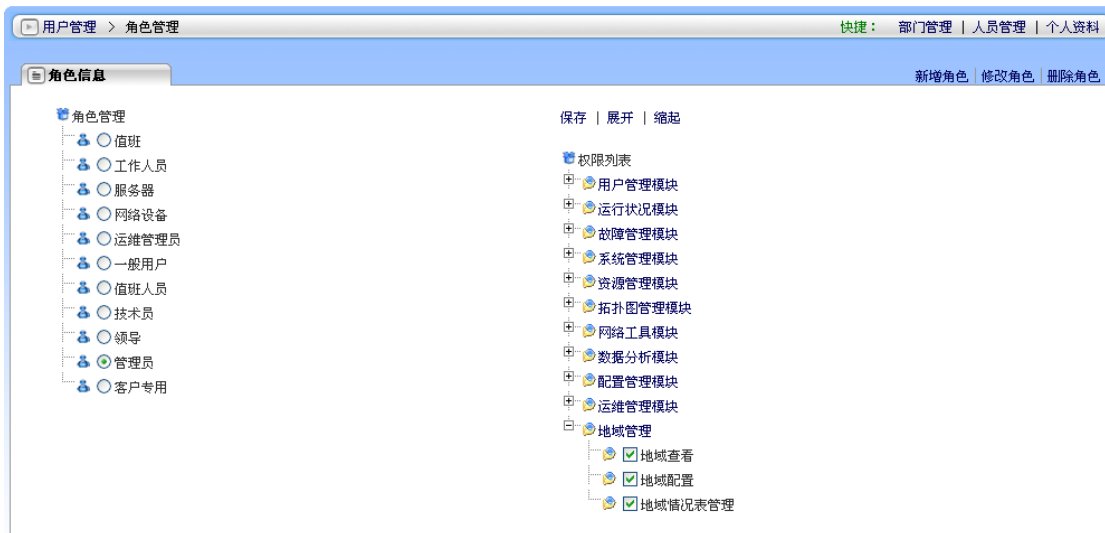 用户管理 > 角色管理 快捷： 部门管理 | 人员管理 | 个人资料
角色信息 新增角色 修改角色 删除角色
角色管理
值班
工作人员
服务器
网络设备
运维管理员
一般用户
值班人员
技术员
领导
管理员
客户专用
保存 | 展开 | 缩起
权限列表
用户管理模块
运行状况模块
故障管理模块
系统管理模块
资源管理模块
拓扑图管理模块
网络工具模块
数据分析模块
配置管理模块
运维管理模块
地域管理
地域查看
地域配置
地域情况表管理